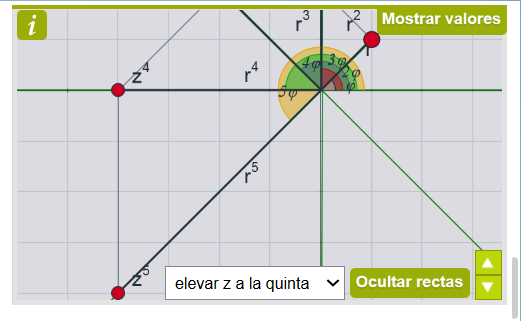 i
r³ r²
Mostrar valores
r
z⁴
r⁴
4φ 3φ
2φ
φ
5φ
r⁵
z⁵
elevar z a la quinta
Ocultar rectas